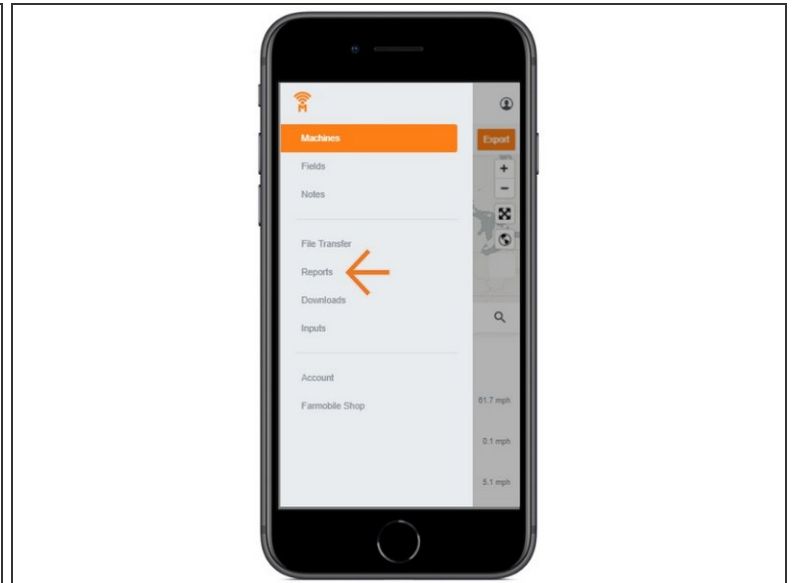 M
Machines
Export
Fields
+
Notes
−
File Transfer
Reports
Downloads
Inputs
Account
61.7 mph
Farmobile Shop
0.1 mph
5.1 mph